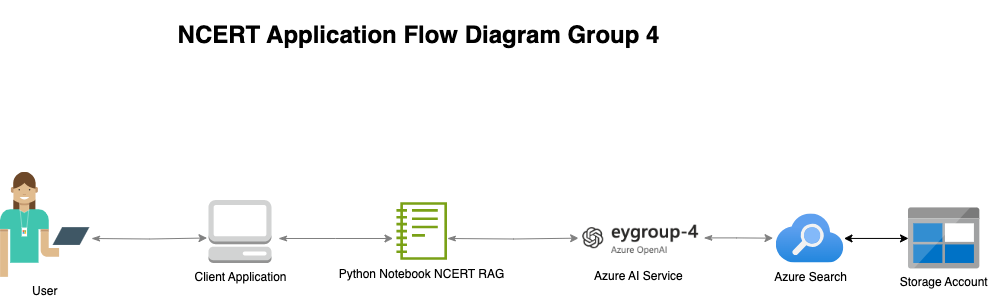 NCERT Application Flow Diagram Group 4
eygroup-4
Azure OpenAI
User
Client Application
Python Notebook NCERT RAG
Azure AI Service
Azure Search
Storage Account